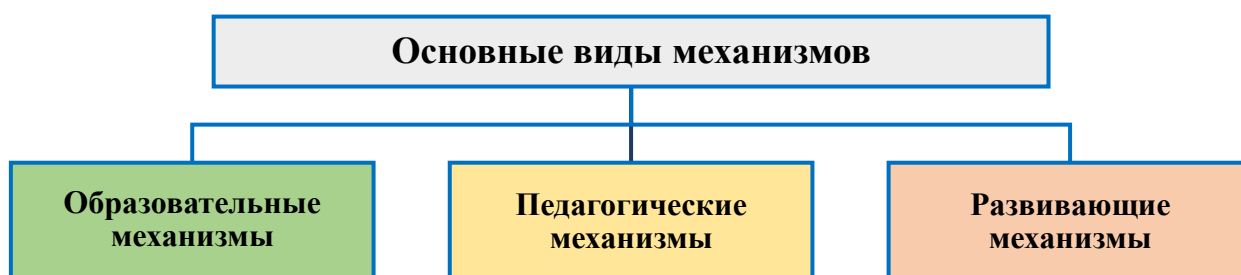 Основные виды механизмов
Образовательные
механизмы
Педагогические
механизмы
Развивающие
механизмы